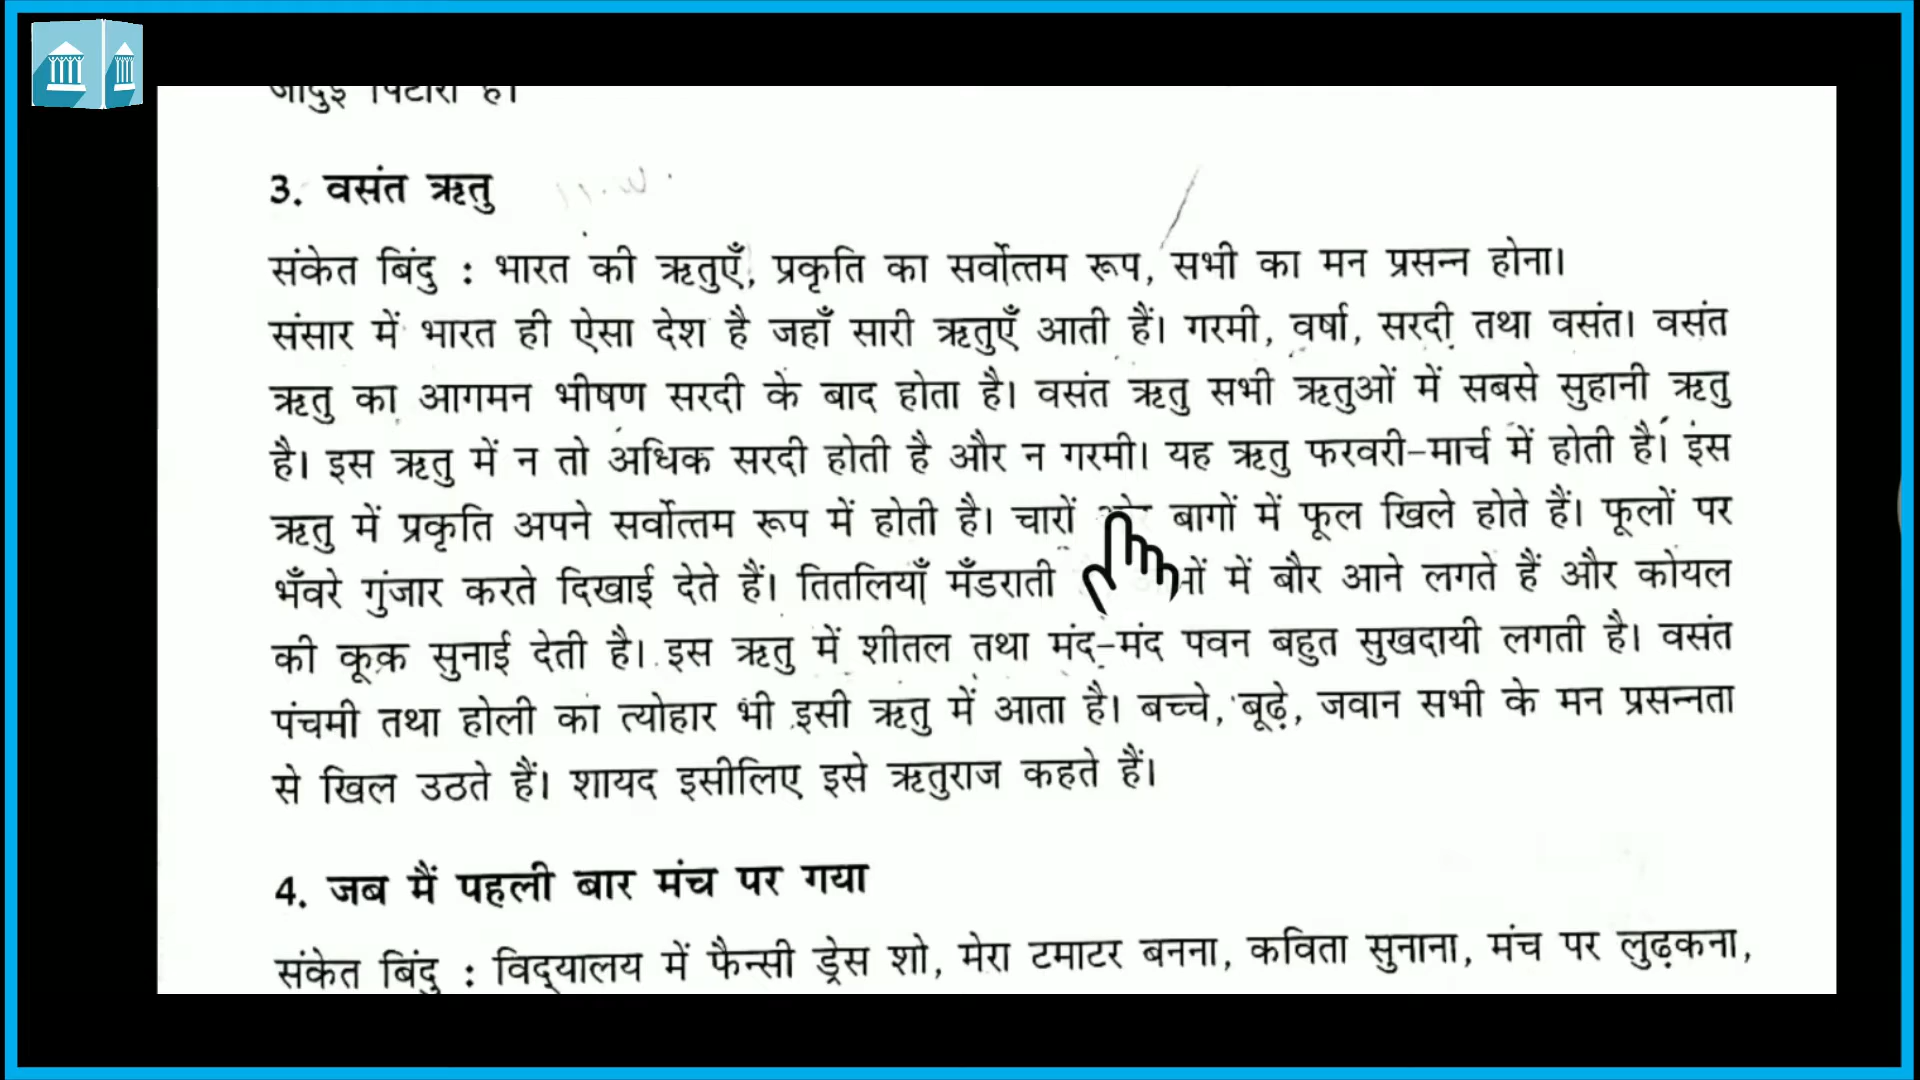 जादुई पिटारा है।
3. वसंत ऋतु
संकेत बिंदु : भारत की ऋतुएँ, प्रकृति का सर्वोत्तम रूप, सभी का मन प्रसन्न होना।
संसार में भारत ही ऐसा देश है जहाँ सारी ऋतुएँ आती हैं। गरमी, वर्षा, सरदी तथा वसंत। वसंत
ऋतु का आगमन भीषण सरदी के बाद होता है। वसंत ऋतु सभी ऋतुओं में सबसे सुहानी ऋतु
है। इस ऋतु में न तो अधिक सरदी होती है और न गरमी। यह ऋतु फरवरी-मार्च में होती है। इस
ऋतु में प्रकृति अपने सर्वोत्तम रूप में होती है। चारों बागों में फूल खिले होते हैं। फूलों पर
भँवरे गुंजार करते दिखाई देते हैं। तितलियाँ मँडराती में बौर आने लगते हैं और कोयल
की कूक सुनाई देती है। इस ऋतु में शीतल तथा मंद-मंद पवन बहुत सुखदायी लगती है। वसंत
पंचमी तथा होली का त्योहार भी इसी ऋतु में आता है। बच्चे, बूढ़े, जवान सभी के मन प्रसन्नता
से खिल उठते हैं। शायद इसीलिए इसे ऋतुराज कहते हैं।
4. जब मैं पहली बार मंच पर गया
संकेत बिंदु : विद्‌यालय में फैन्सी ड्रेस शो, मेरा टमाटर बनना, कविता सुनाना, मंच पर लुढ़कना,